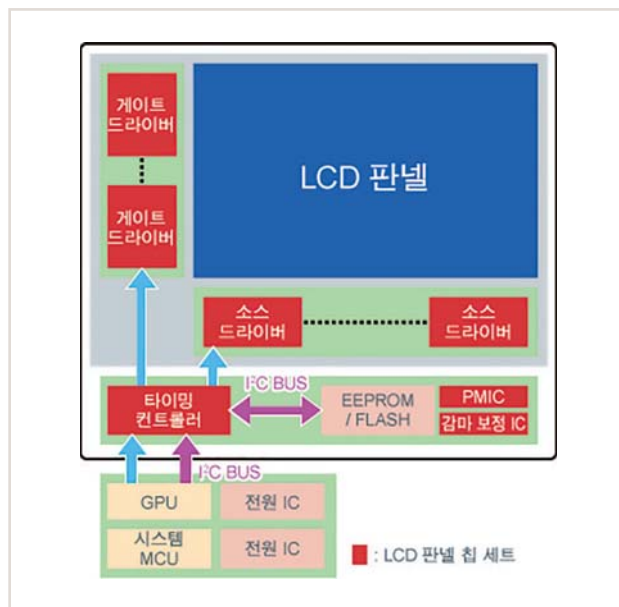 게이트
드라이버
게이트
드라이버
LCD 판넬
소스
드라이버
소스
드라이버
타이밍
컨트롤러
I²C BUS
EEPROM
/ FLASH
PMIC
감마 보정 IC
I²C BUS
GPU
전원 IC
시스템
MCU
전원 IC
: LCD 판넬 칩 세트